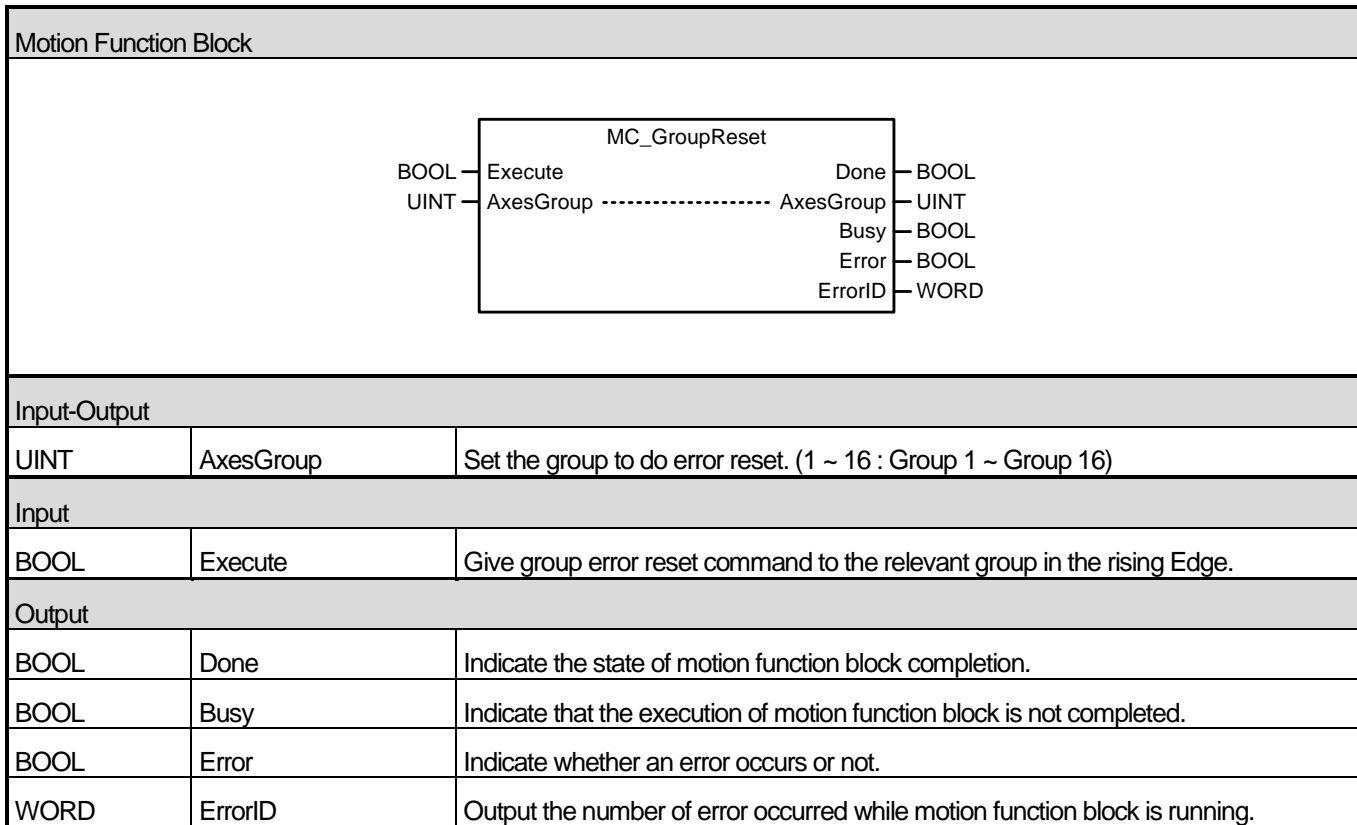 Motion Function Block
MC_GroupReset
BOOL Execute Done BOOL
UINT AxesGroup AxesGroup UINT
Busy BOOL
Error BOOL
ErrorID WORD
Input-Output
UINT AxesGroup Set the group to do error reset. (1 ~ 16 : Group 1 ~ Group 16)
Input
BOOL Execute Give group error reset command to the relevant group in the rising Edge.
Output
BOOL Done Indicate the state of motion function block completion.
BOOL Busy Indicate that the execution of motion function block is not completed.
BOOL Error Indicate whether an error occurs or not.
WORD ErrorID Output the number of error occurred while motion function block is running.